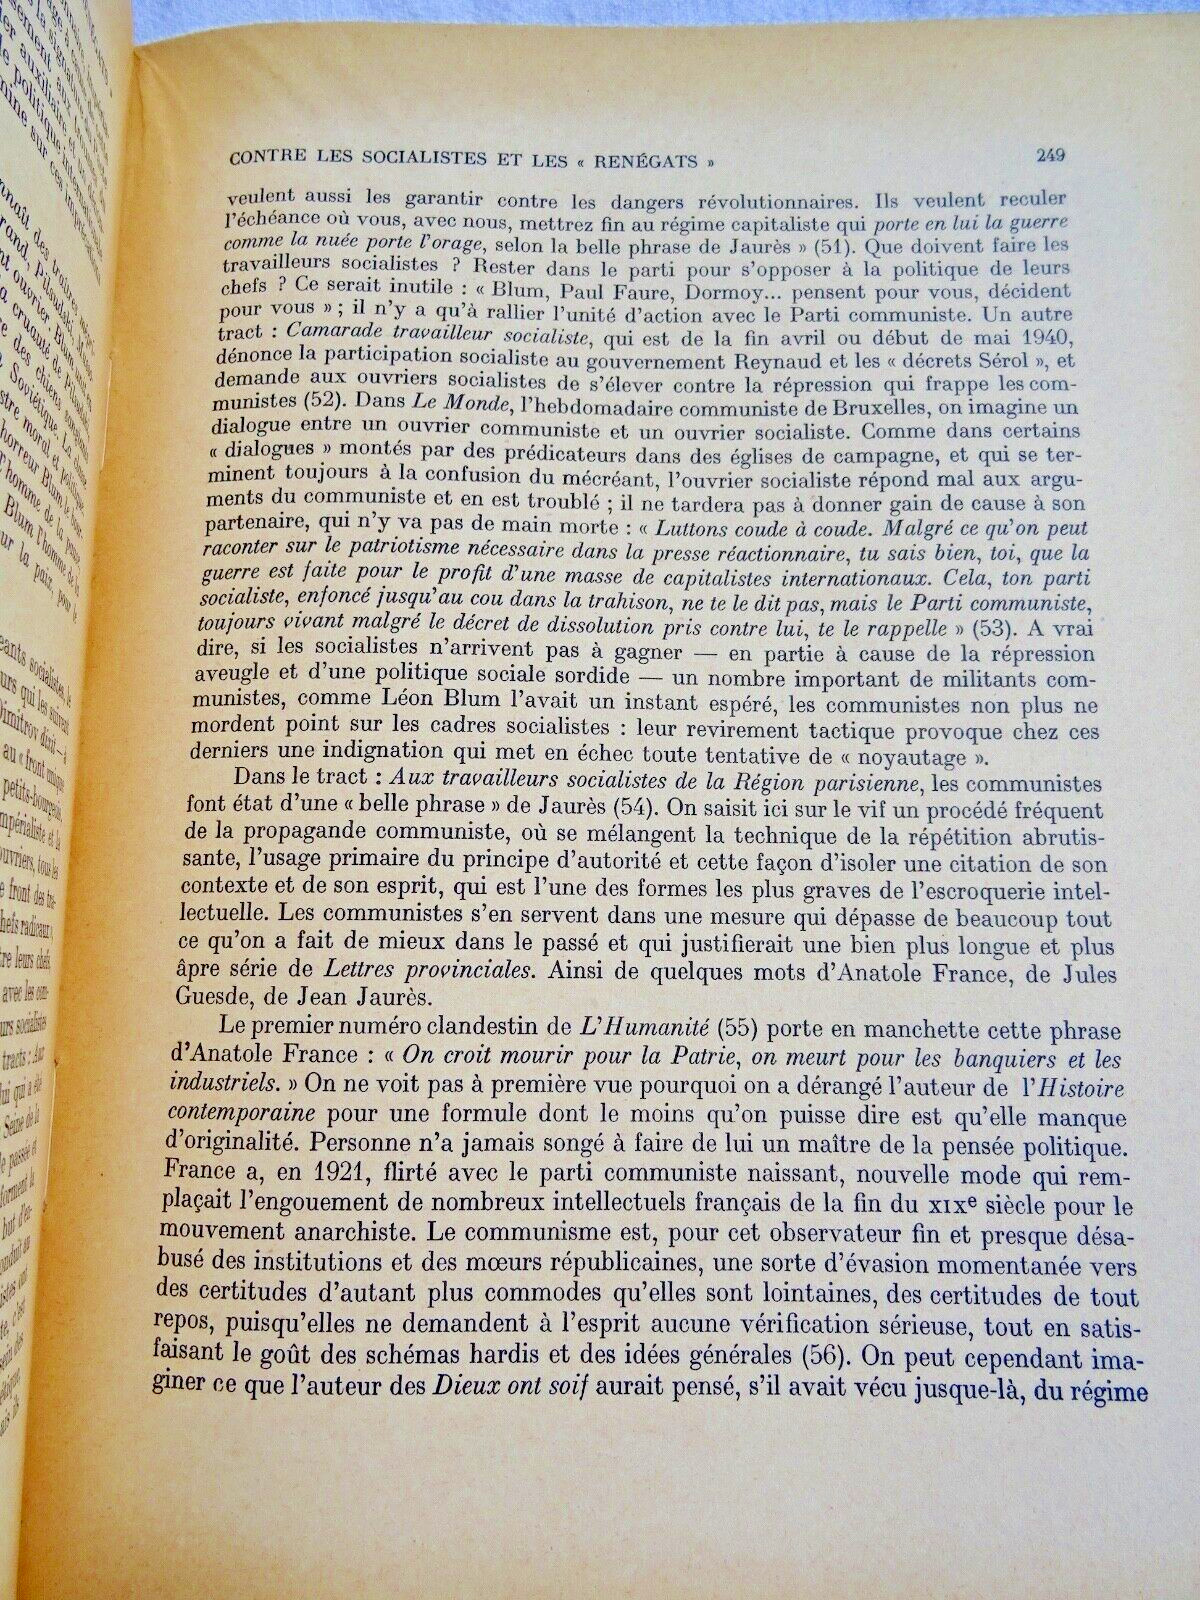 CONTRE LES SOCIALISTES ET LES « RENÉGATS » 249
veulent aussi les garantir contre les dangers révolutionnaires. Ils veulent reculer
l'échéance où vous, avec nous, mettrez fin au régime capitaliste qui porte en lui la guerre
comme la nuée porte l'orage, selon la belle phrase de Jaurès » (51). Que doivent faire les
travailleurs socialistes ? Rester dans le parti pour s'opposer à la politique de leurs
chefs ? Ce serait inutile : « Blum, Paul Faure, Dormoy... pensent pour vous, décident
pour vous » ; il n'y a qu'à rallier l'unité d'action avec le Parti communiste. Un autre
tract : Camarade travailleur socialiste, qui est de la fin avril ou début de mai 1940,
dénonce la participation socialiste au gouvernement Reynaud et les « décrets Sérol », et
demande aux ouvriers socialistes de s'élever contre la répression qui frappe les com-
munistes (52). Dans Le Monde, l'hebdomadaire communiste de Bruxelles, on imagine un
dialogue entre un ouvrier communiste et un ouvrier socialiste. Comme dans certains
« dialogues » montés par des prédicateurs dans des églises de campagne, et qui se ter-
minent toujours à la confusion du mécréant, l'ouvrier socialiste répond mal aux argu-
ments du communiste et en est troublé ; il ne tardera pas à donner gain de cause à son
partenaire, qui n'y va pas de main morte : « Luttons coude à coude. Malgré ce qu'on peut
raconter sur le patriotisme nécessaire dans la presse réactionnaire, tu sais bien, toi, que la
guerre est faite pour le profit d'une masse de capitalistes internationaux. Cela, ton parti
socialiste, enfoncé jusqu'au cou dans la trahison, ne te le dit pas, mais le Parti communiste,
toujours vivant malgré le décret de dissolution pris contre lui, te le rappelle » (53). A vrai
dire, si les socialistes n'arrivent pas à gagner — en partie à cause de la répression
aveugle et d'une politique sociale sordide — un nombre important de militants com-
munistes, comme Léon Blum l'avait un instant espéré, les communistes non plus ne
mordent point sur les cadres socialistes : leur revirement tactique provoque chez ces
derniers une indignation qui met en échec toute tentative de « noyautage ».
Dans le tract : Aux travailleurs socialistes de la Région parisienne, les communistes
font état d'une « belle phrase » de Jaurès (54). On saisit ici sur le vif un procédé fréquent
de la propagande communiste, où se mélangent la technique de la répétition abrutis-
sante, l'usage primaire du principe d'autorité et cette façon d'isoler une citation de son
contexte et de son esprit, qui est l'une des formes les plus graves de l'escroquerie intel-
lectuelle. Les communistes s'en servent dans une mesure qui dépasse de beaucoup tout
ce qu'on a fait de mieux dans le passé et qui justifierait une bien plus longue et plus
âpre série de Lettres provinciales. Ainsi de quelques mots d'Anatole France, de Jules
Guesde, de Jean Jaurès.
Le premier numéro clandestin de L'Humanité (55) porte en manchette cette phrase
d'Anatole France : « On croit mourir pour la Patrie, on meurt pour les banquiers et les
industriels. » On ne voit pas à première vue pourquoi on a dérangé l'auteur de l'Histoire
contemporaine pour une formule dont le moins qu'on puisse dire est qu'elle manque
d'originalité. Personne n'a jamais songé à faire de lui un maître de la pensée politique.
France a, en 1921, flirté avec le parti communiste naissant, nouvelle mode qui rem-
plaçait l'engouement de nombreux intellectuels français de la fin du XIXe siècle pour le
mouvement anarchiste. Le communisme est, pour cet observateur fin et presque désa-
busé des institutions et des mœurs républicaines, une sorte d'évasion momentanée vers
des certitudes d'autant plus commodes qu'elles sont lointaines, des certitudes de tout
repos, puisqu'elles ne demandent à l'esprit aucune vérification sérieuse, tout en satis-
faisant le goût des schémas hardis et des idées générales (56). On peut cependant ima-
giner ce que l'auteur des Dieux ont soif aurait pensé, s'il avait vécu jusque-là, du régime